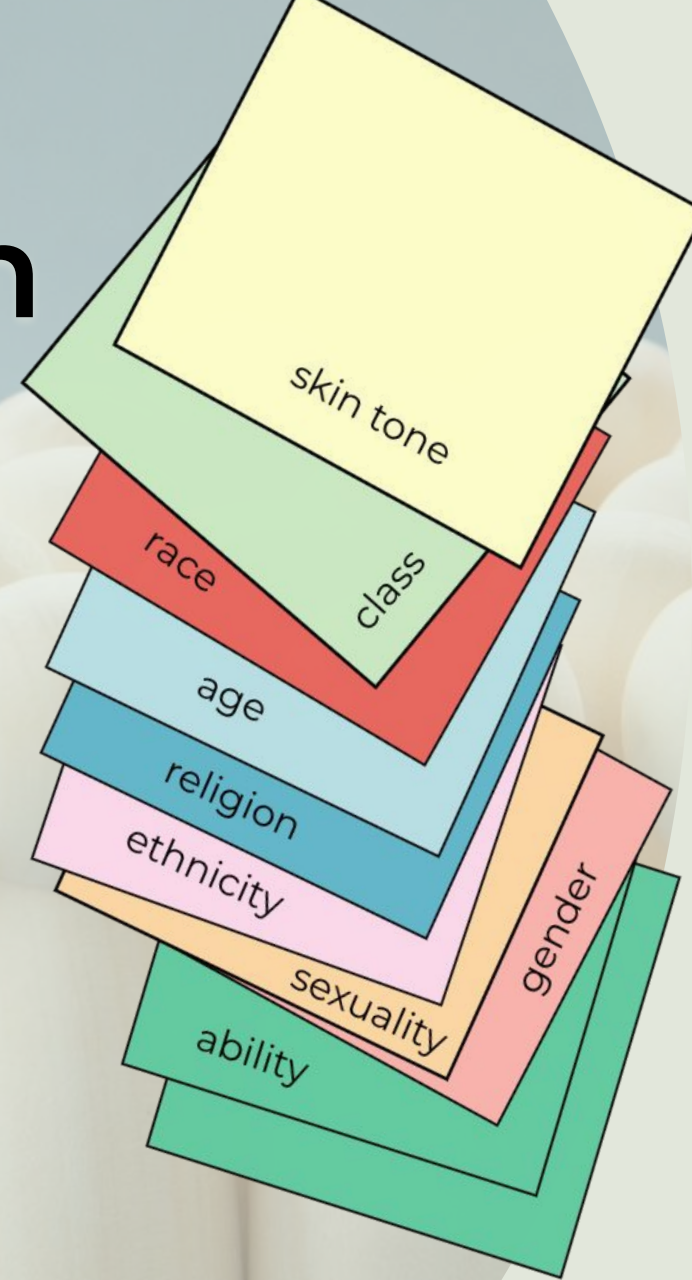 n
skin tone
class
race
age
religion
ethnicity
sexuality
gender
ability